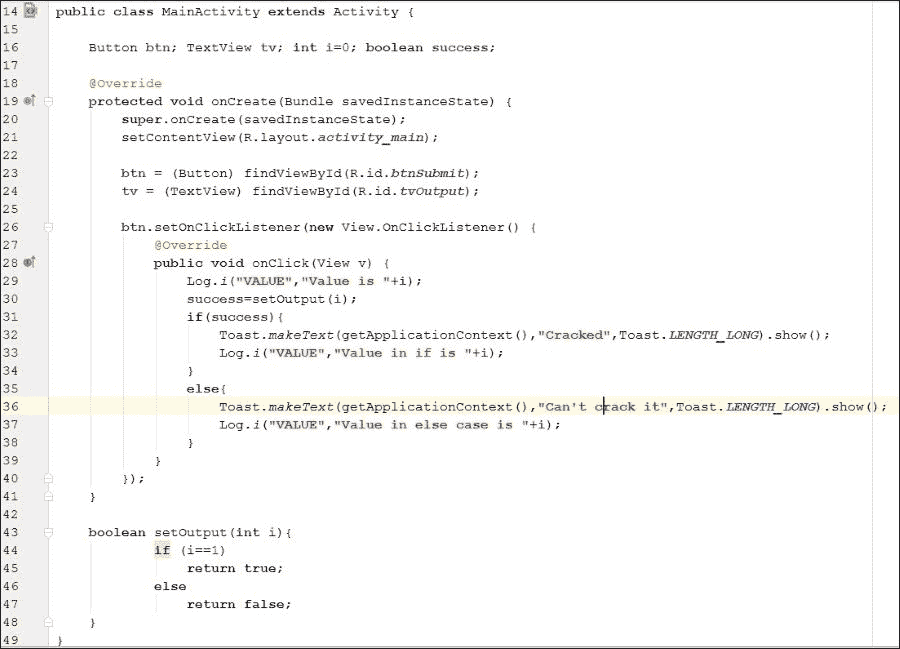 14 public class MainActivity extends Activity {
15
16     Button btn; TextView tv; int i=0; boolean success;
17
18     @Override
19     protected void onCreate(Bundle savedInstanceState) {
20         super.onCreate(savedInstanceState);
21         setContentView(R.layout.activity_main);
22
23         btn = (Button) findViewById(R.id.btnSubmit);
24         tv = (TextView) findViewById(R.id.tvOutput);
25
26         btn.setOnClickListener(new View.OnClickListener() {
27             @Override
28             public void onClick(View v) {
29                 Log.i("VALUE","Value is "+i);
30                 success=setOutput(i);
31                 if(success){
32                     Toast.makeText(getApplicationContext(),"Cracked",Toast.LENGTH_LONG).show();
33                     Log.i("VALUE","Value in if is "+i);
34                 }
35                 else{
36                     Toast.makeText(getApplicationContext(),"Can't crack it",Toast.LENGTH_LONG).show();
37                     Log.i("VALUE","Value in else case is "+i);
38                 }
39             }
40         });
41     }
42
43     boolean setOutput(int i){
44             if (i==1)
45                 return true;
46             else
47                 return false;
48     }
49 }